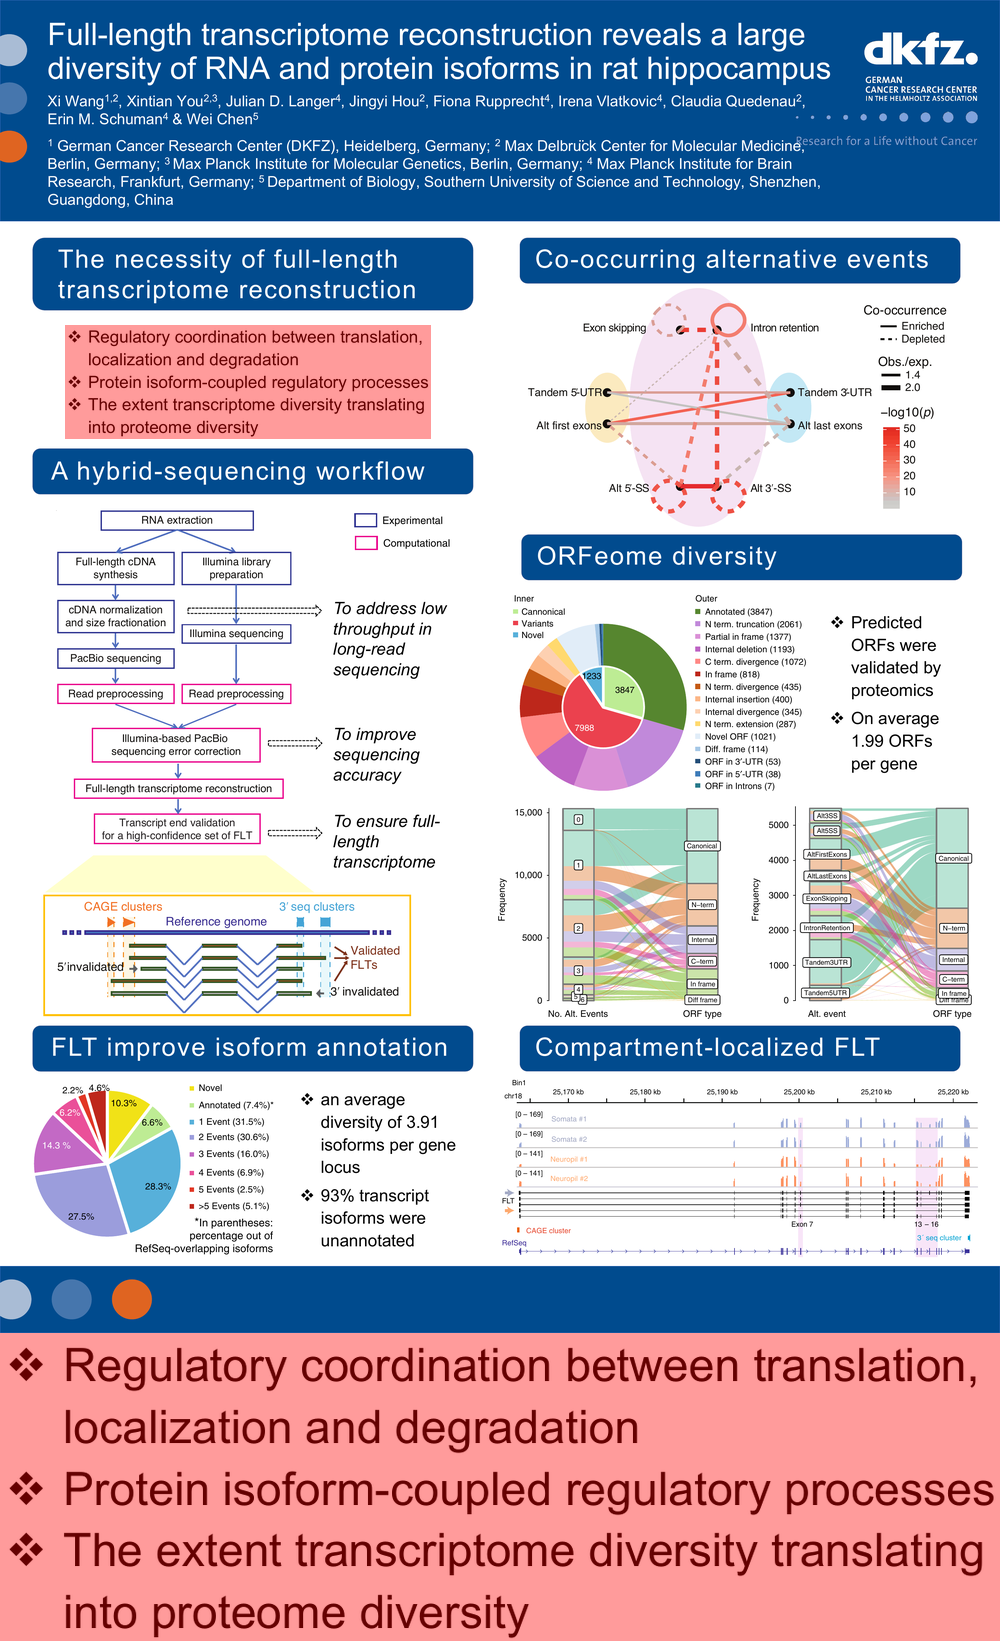 Full-length transcriptome reconstruction reveals a large
diversity of RNA and protein isoforms in rat hippocampus
Xi Wang1,2, Xintian You2,3, Julian D. Langer4, Jingyi Hou2, Fiona Rupprecht4, Irena Vlatkovic4, Claudia Quedenau2,
Erin M. Schuman4 & Wei Chen5
1 German Cancer Research Center (DKFZ), Heidelberg, Germany; 2 Max Delbrück Center for Molecular Medicine,
Berlin, Germany; 3 Max Planck Institute for Molecular Genetics, Berlin, Germany; 4 Max Planck Institute for Brain
Research, Frankfurt, Germany; 5 Department of Biology, Southern University of Science and Technology, Shenzhen,
Guangdong, China
dkfz.
GERMAN
CANCER RESEARCH CENTER
IN THE HELMHOLTZ ASSOCIATION
Research for a Life without Cancer
The necessity of full-length
transcriptome reconstruction
❖ Regulatory coordination between translation,
localization and degradation
❖ Protein isoform-coupled regulatory processes
❖ The extent transcriptome diversity translating
into proteome diversity
A hybrid-sequencing workflow
RNA extraction
Experimental
Computational
Full-length cDNA
synthesis
Illumina library
preparation
cDNA normalization
and size fractionation
Illumina sequencing
PacBio sequencing
Read preprocessing
Read preprocessing
To address low
throughput in
long-read
sequencing
Illumina-based PacBio
sequencing error correction
To improve
sequencing
accuracy
Full-length transcriptome reconstruction
Transcript end validation
for a high-confidence set of FLT
To ensure full-
length
transcriptome
CAGE clusters
3′ seq clusters
Reference genome
Validated
FLTs
5′invalidated
3′ invalidated
FLT improve isoform annotation
2.2%
4.6%
10.3%
6.6%
28.3%
27.5%
14.3 %
6.2%
Novel
Annotated (7.4%)*
1 Event (31.5%)
2 Events (30.6%)
3 Events (16.0%)
4 Events (6.9%)
5 Events (2.5%)
>5 Events (5.1%)
*In parentheses:
percentage out of
RefSeq-overlapping isoforms
❖ an average
diversity of 3.91
isoforms per gene
locus
❖ 93% transcript
isoforms were
unannotated
Co-occurring alternative events
Exon skipping
Intron retention
Tandem 5′-UTR
Tandem 3′-UTR
Alt first exons
Alt last exons
Alt 5′-SS
Alt 3′-SS
Co-occurrence
Enriched
Depleted
Obs./exp.
1.4
2.0
−log10(p)
50
40
30
20
10
ORFeome diversity
Inner
Cannonical
Variants
Novel
1233
3847
7988
Outer
Annotated (3847)
N term. truncation (2061)
Partial in frame (1377)
Internal deletion (1193)
C term. divergence (1072)
In frame (818)
N term. divergence (435)
Internal insertion (400)
Internal divergence (345)
N term. extension (287)
Novel ORF (1021)
Diff. frame (114)
ORF in 3′-UTR (53)
ORF in 5′-UTR (38)
ORF in Introns (7)
❖ Predicted
ORFs were
validated by
proteomics
❖ On average
1.99 ORFs
per gene
Frequency
15,000
10,000
5000
0
0
1
2
3
4
5
6
Canonical
N−term
Internal
C−term
In frame
Diff frame
No. Alt. Events
ORF type
Frequency
5000
4000
3000
2000
1000
0
Alt3SS
Alt5SS
AltFirstExons
AltLastExons
ExonSkipping
IntronRetention
Tandem3UTR
Tandem5UTR
Canonical
N−term
Internal
C−term
In frame
Diff frame
Alt. event
ORF type
Compartment-localized FLT
Bin1
chr18
25,170 kb
25,180 kb
25,190 kb
25,200 kb
25,210 kb
25,220 kb
[0 – 169] Somata #1
[0 – 169] Somata #2
[0 – 141] Neuropil #1
[0 – 141] Neuropil #2
FLT
Exon 7
13 – 16
CAGE cluster
3′ seq cluster
RefSeq
❖ Regulatory coordination between translation,
localization and degradation
❖ Protein isoform-coupled regulatory processes
❖ The extent transcriptome diversity translating
into proteome diversity